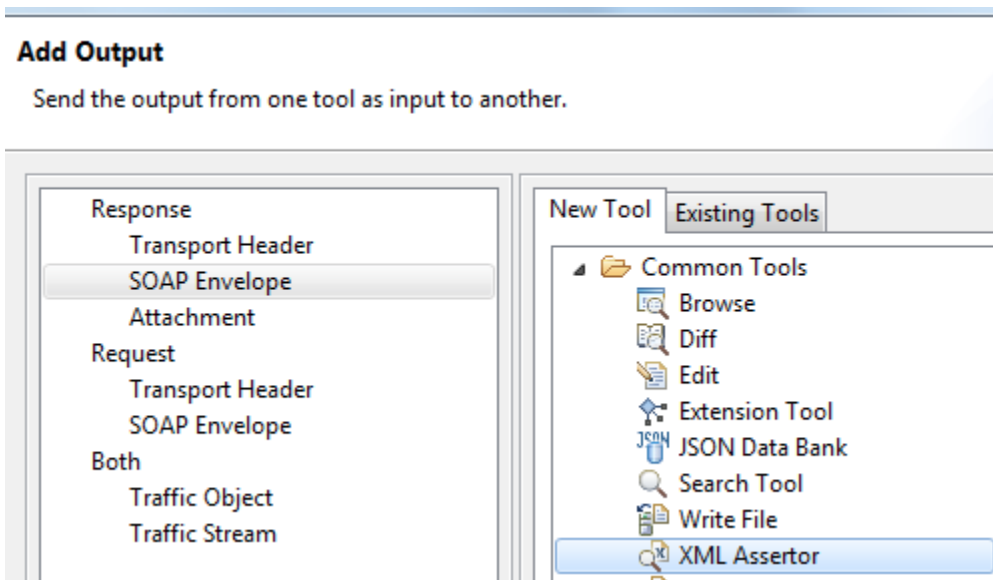 Add Output
Send the output from one tool as input to another.
Response
Transport Header
SOAP Envelope
Attachment
Request
Transport Header
SOAP Envelope
Both
Traffic Object
Traffic Stream
New Tool
Existing Tools
Common Tools
Browse
Diff
Edit
Extension Tool
JSON Data Bank
Search Tool
Write File
XML Assertor